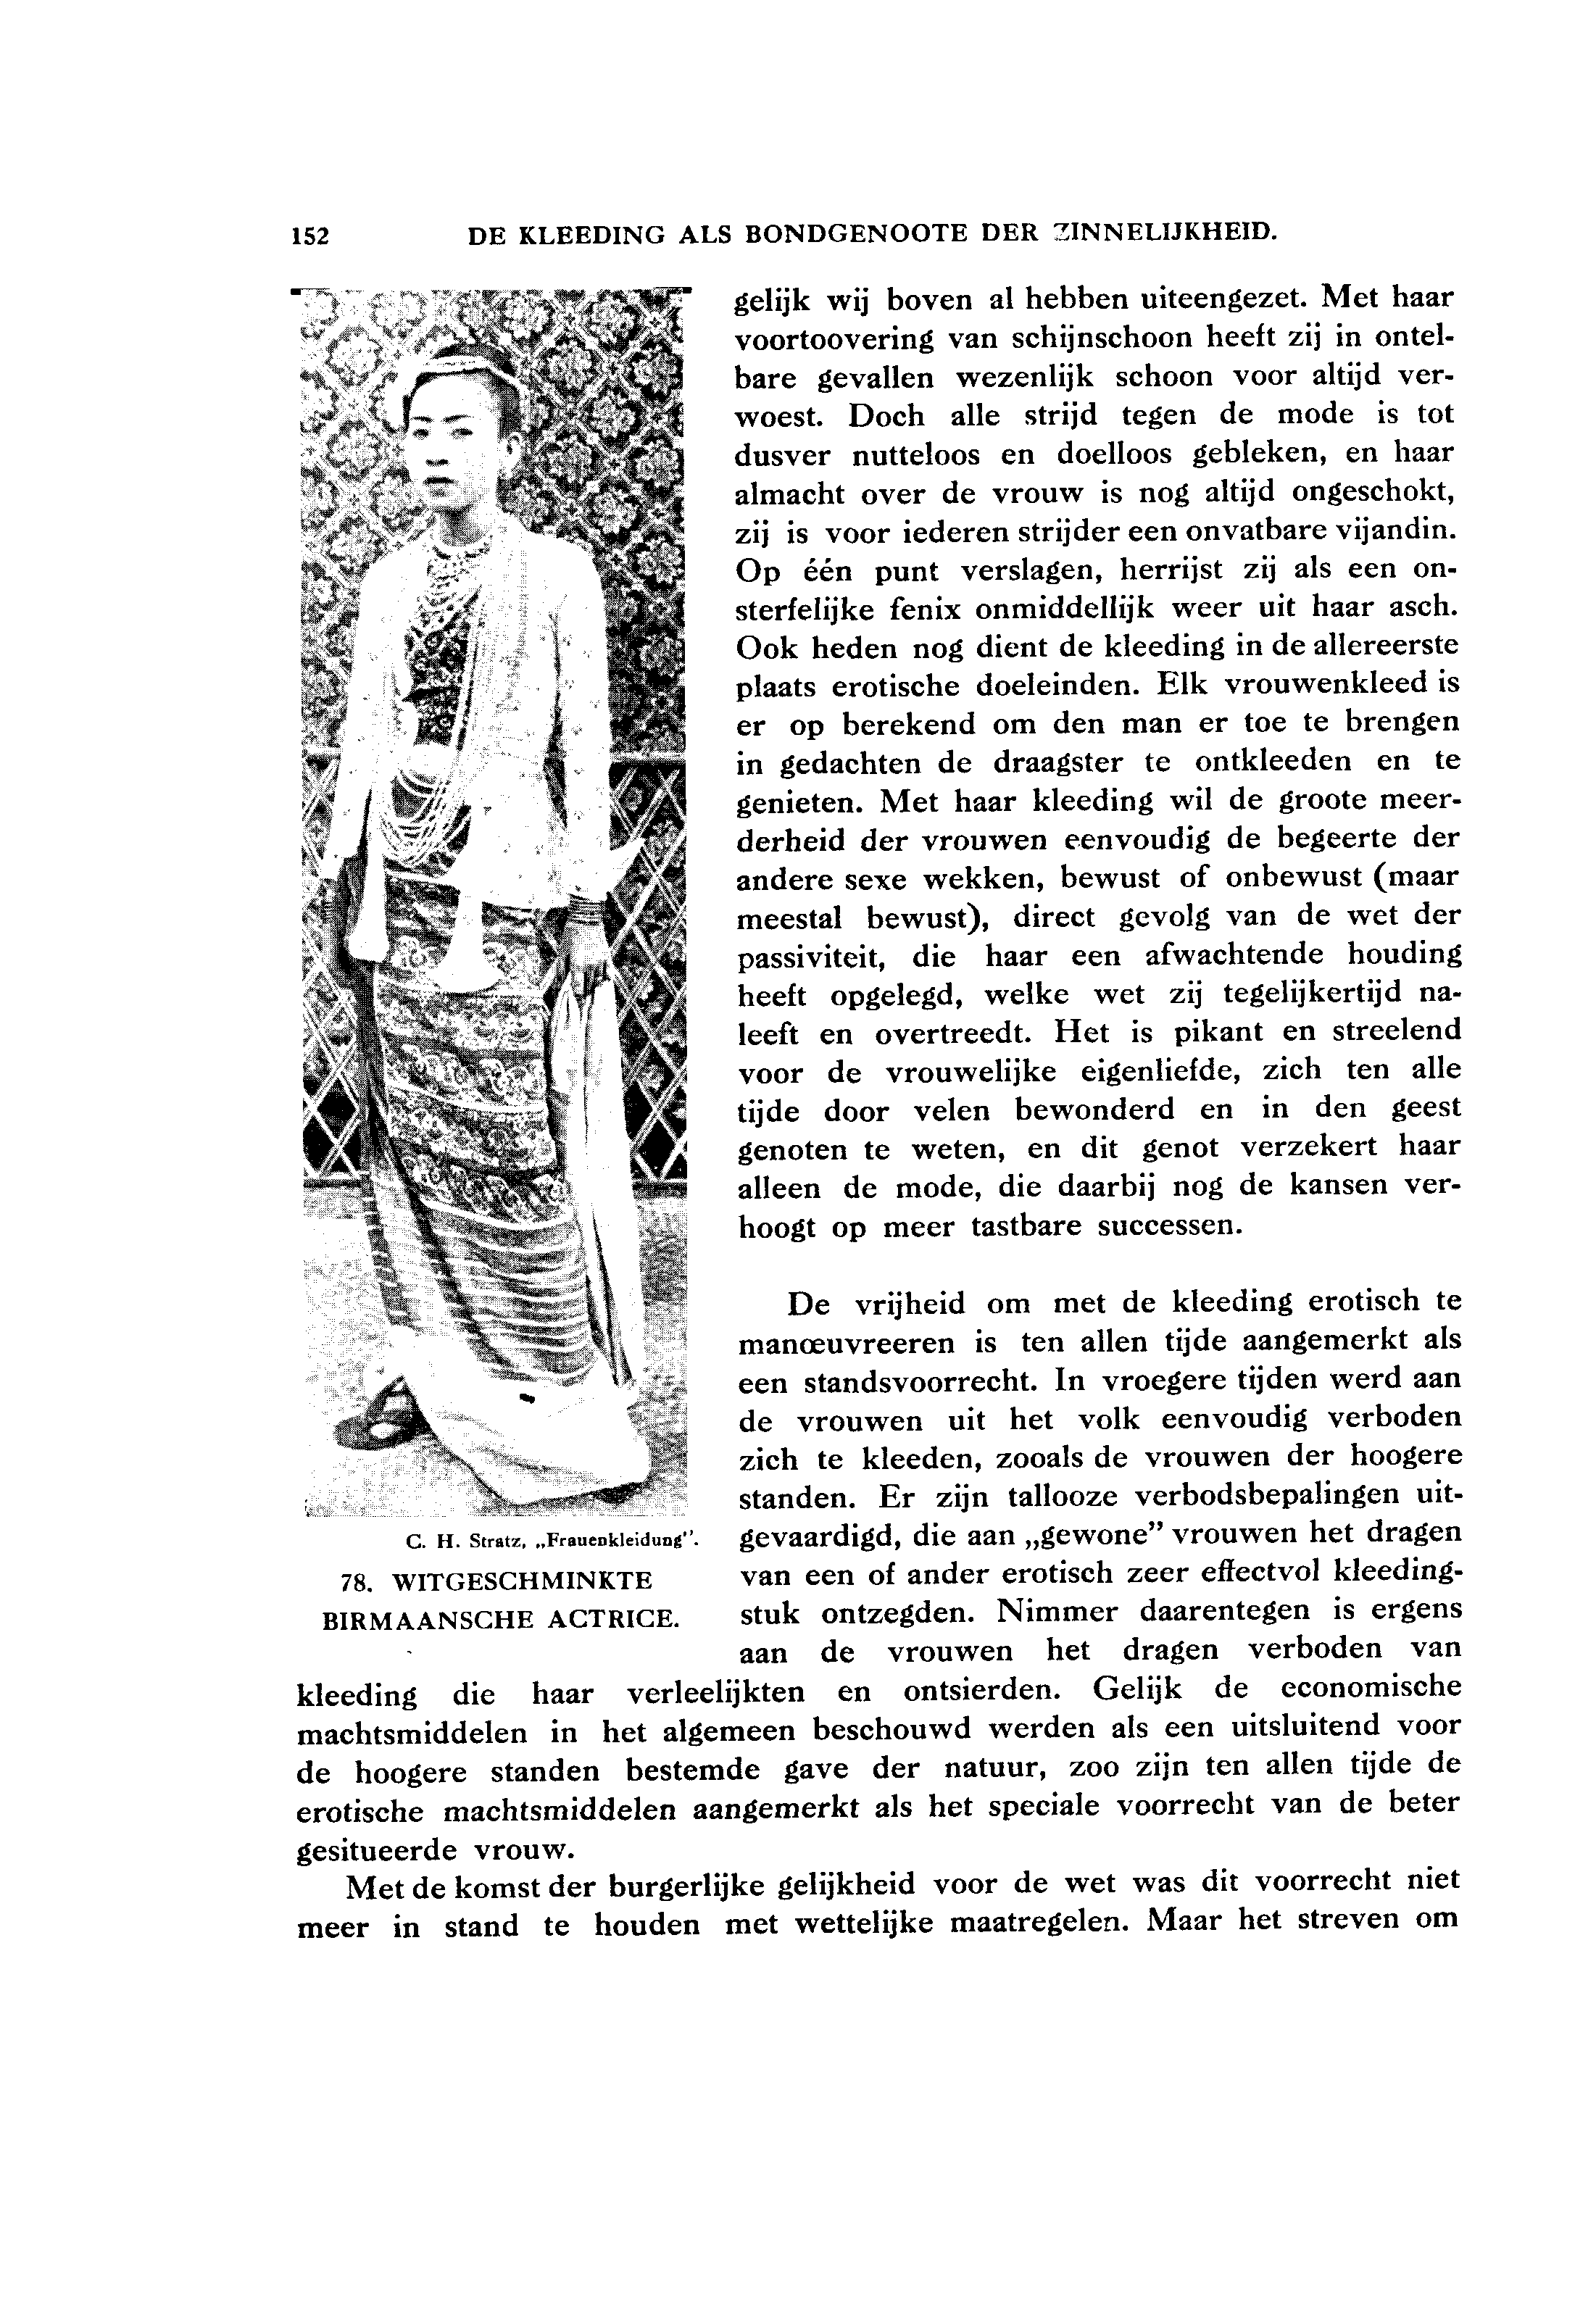 152 DE KLEEDING ALS BONDGENOOTE DER ZINNELIJKHEID.
gelijk wij boven al hebben uiteengezet. Met haar
voortoovering van schijnschoon heeft zij in ontel-
bare gevallen wezenlijk schoon voor altijd ver-
woest. Doch alle strijd tegen de mode is tot
dusver nutteloos en doelloos gebleken, en haar
almacht over de vrouw is nog altijd ongeschokt,
zij is voor iederen strijder een onvatbare vijandin.
Op één punt verslagen, herrijst zij als een on-
sterfelijke fenix onmiddellijk weer uit haar asch.
Ook heden nog dient de kleeding in de allereerste
plaats erotische doeleinden. Elk vrouwenkleed is
er op berekend om den man er toe te brengen
in gedachten de draagster te ontkleeden en te
genieten. Met haar kleeding wil de groote meer-
derheid der vrouwen eenvoudig de begeerte der
andere sexe wekken, bewust of onbewust (maar
meestal bewust), direct gevolg van de wet der
passiviteit, die haar een afwachtende houding
heeft opgelegd, welke wet zij tegelijkertijd na-
leeft en overtreedt. Het is pikant en streelend
voor de vrouwelijke eigenliefde, zich ten alle
tijde door velen bewonderd en in den geest
genoten te weten, en dit genot verzekert haar
alleen de mode, die daarbij nog de kansen ver-
hoogt op meer tastbare successen.
De vrijheid om met de kleeding erotisch te
manœuvreeren is ten allen tijde aangemerkt als
een standsvoorrecht. In vroegere tijden werd aan
de vrouwen uit het volk eenvoudig verboden
zich te kleeden, zooals de vrouwen der hoogere
standen. Er zijn tallooze verbodsbepalingen uit-
gevaardigd, die aan „gewone” vrouwen het dragen
van een of ander erotisch zeer effectvol kleeding-
stuk ontzegden. Nimmer daarentegen is ergens
aan de vrouwen het dragen verboden van
C. H. Stratz, „Frauenkleidung”.
78. WITGESCHMINKTE
BIRMAANSCHE ACTRICE.
kleeding die haar verleelijkten en ontsierden. Gelijk de economische
machtsmiddelen in het algemeen beschouwd werden als een uitsluitend voor
de hoogere standen bestemde gave der natuur, zoo zijn ten allen tijde de
erotische machtsmiddelen aangemerkt als het speciale voorrecht van de beter
gesitueerde vrouw.
Met de komst der burgerlijke gelijkheid voor de wet was dit voorrecht niet
meer in stand te houden met wettelijke maatregelen. Maar het streven om